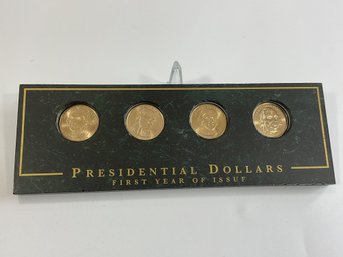 PRESIDENTIAL DOLLARS
FIRST YEAR OF ISSUE